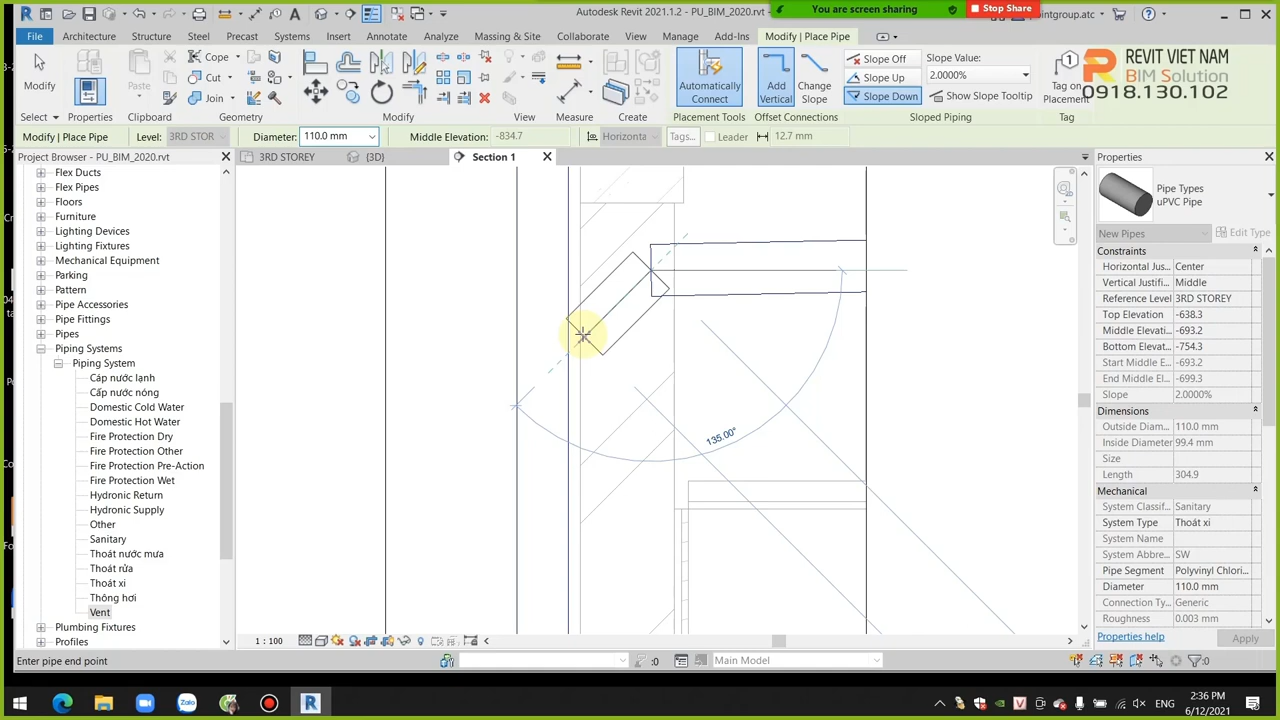 You are screen sharing
Stop Share
Autodesk Revit 2021.1.2 - PU_BIM_2020.rvt -
ointgroup.atc
File Architecture Structure Steel Precast Systems Insert Annotate Analyze Massing & Site Collaborate View Manage Add-Ins Modify | Place Pipe
Modify
Paste
Cope
Cut
Join
Automatically Connect
Add Vertical
Change Slope
Slope Off
Slope Up
Slope Down
Slope Value:
2.0000%
Show Slope Tooltip
Tag on Placement
REVIT VIET NAM
BIM Solution
0918.130.102
Select Properties Clipboard Geometry Modify View Measure Create Placement Tools Offset Connections Sloped Piping Tag
Modify | Place Pipe Level: 3RD STOR Diameter: 110.0 mm Middle Elevation: -834.7 Horizonta Tags... Leader 12.7 mm
Project Browser - PU_BIM_2020.rvt
3RD STOREY {3D} Section 1
Flex Ducts
Flex Pipes
Floors
Furniture
Lighting Devices
Lighting Fixtures
Mechanical Equipment
Parking
Pattern
Pipe Accessories
Pipe Fittings
Pipes
Piping Systems
Piping System
Cáp nước lạnh
Cấp nước nóng
Domestic Cold Water
Domestic Hot Water
Fire Protection Dry
Fire Protection Other
Fire Protection Pre-Action
Fire Protection Wet
Hydronic Return
Hydronic Supply
Other
Sanitary
Thoát nước mưa
Thoát rửa
Thoát xi
Thông hơi
Vent
Plumbing Fixtures
Profiles
135.00°
Properties
Pipe Types
uPVC Pipe
New Pipes Edit Type
Constraints
Horizontal Jus... Center
Vertical Justifi... Middle
Reference Level 3RD STOREY
Top Elevation -638.3
Middle Elevati... -693.2
Bottom Elevat... -754.3
Start Middle E... -693.2
End Middle El... -699.3
Slope 2.0000%
Dimensions
Outside Diam... 110.0 mm
Inside Diameter 99.4 mm
Size
Length 304.9
Mechanical
System Classif... Sanitary
System Type Thoát xi
System Name
System Abbre... SW
Pipe Segment Polyvinyl Chlori...
Diameter 110.0 mm
Connection Ty... Generic
Roughness 0.003 mm
Properties help Apply
1 : 100
Enter pipe end point
:0
Main Model
:0
ENG
2:36 PM
6/12/2021